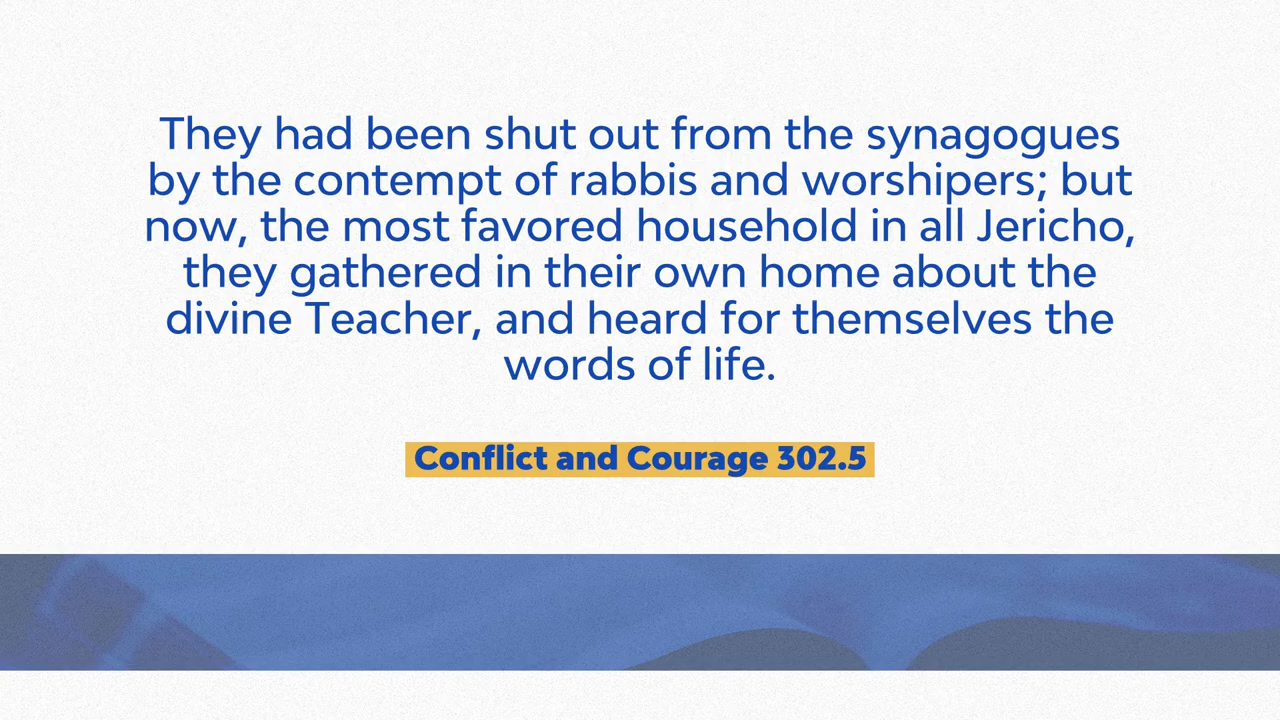 They had been shut out from the synagogues
by the contempt of rabbis and worshipers; but
now, the most favored household in all Jericho,
they gathered in their own home about the
divine Teacher, and heard for themselves the
words of life.
Conflict and Courage 302.5